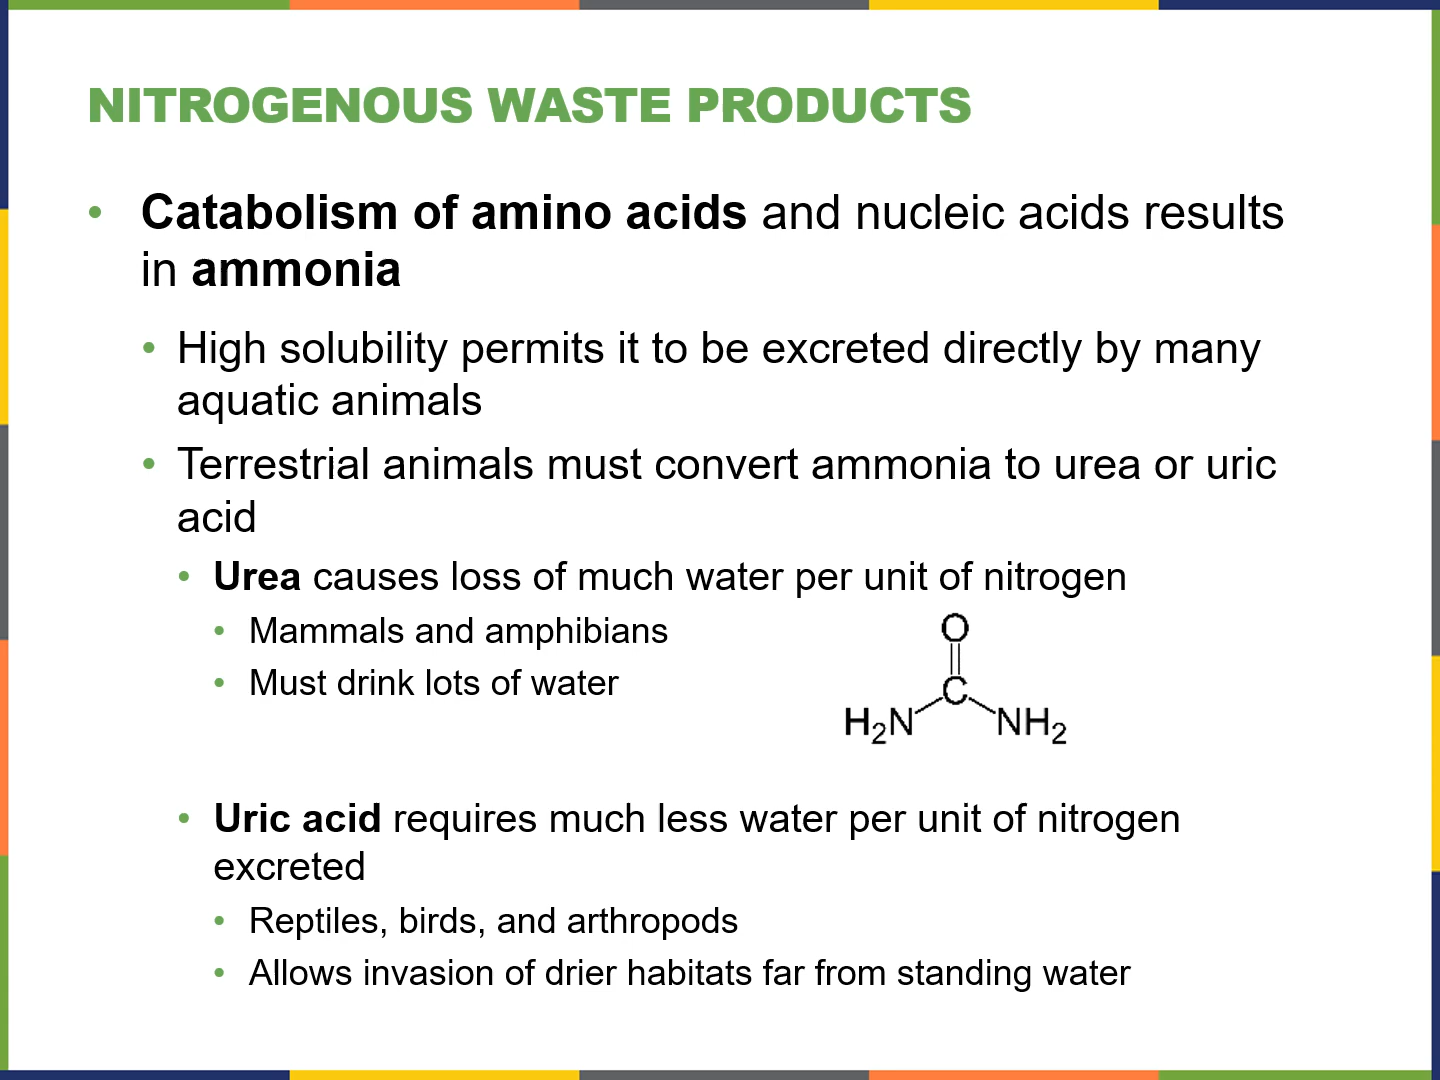 NITROGENOUS WASTE PRODUCTS
• Catabolism of amino acids and nucleic acids results
in ammonia
• High solubility permits it to be excreted directly by many
aquatic animals
• Terrestrial animals must convert ammonia to urea or uric
acid
• Urea causes loss of much water per unit of nitrogen
• Mammals and amphibians
• Must drink lots of water
O
C
H₂N NH₂
• Uric acid requires much less water per unit of nitrogen
excreted
• Reptiles, birds, and arthropods
• Allows invasion of drier habitats far from standing water